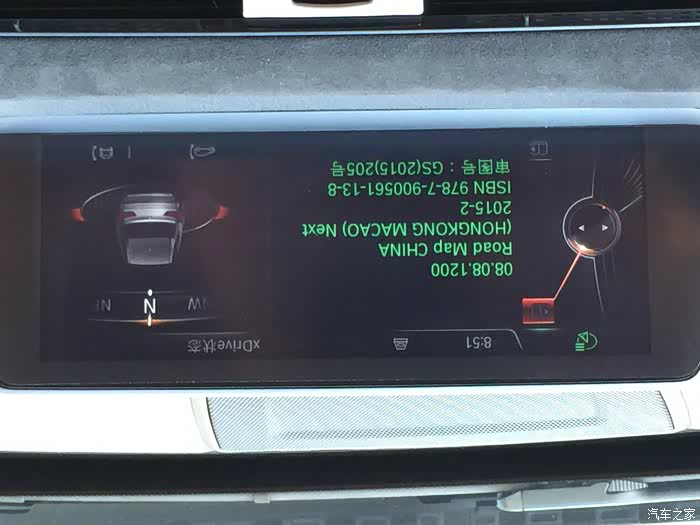 8:51
xDrive状态
08.08.1200
Road Map CHINA
(HONGKONG MACAO) Next
2015-2
ISBN 978-7-900561-13-8
审图号：GS(2015)205号
NW N NE
汽车之家